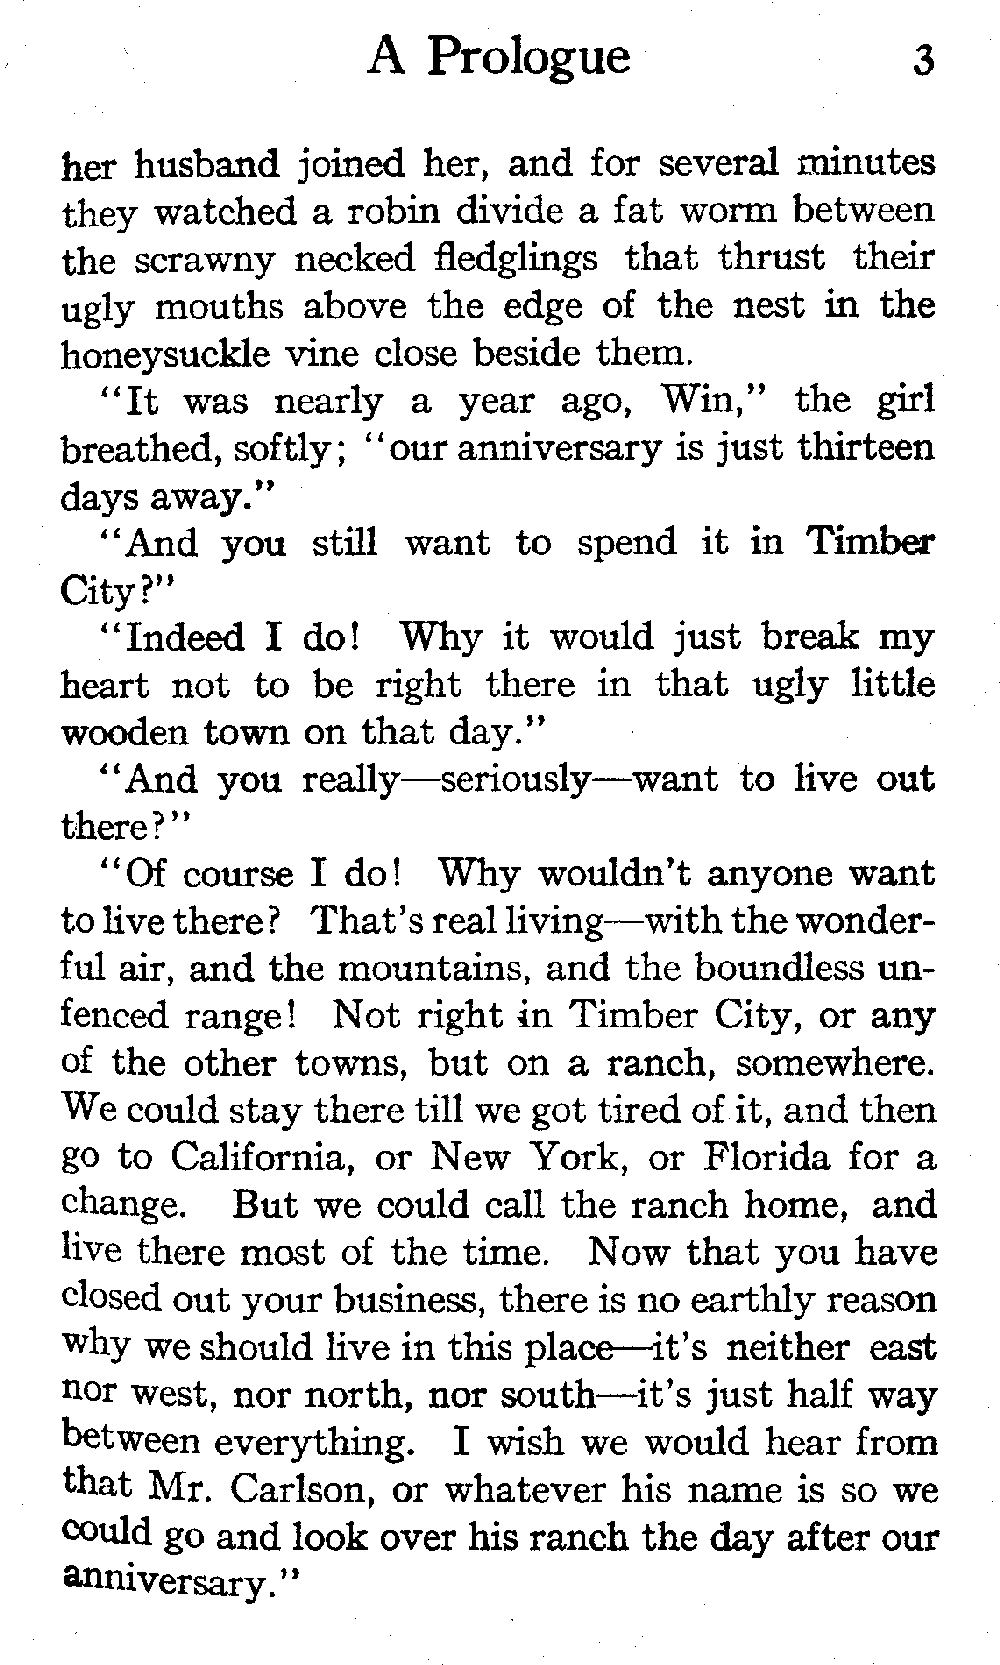 A Prologue 3
her husband joined her, and for several minutes
they watched a robin divide a fat worm between
the scrawny necked fledglings that thrust their
ugly mouths above the edge of the nest in the
honeysuckle vine close beside them.
"It was nearly a year ago, Win," the girl
breathed, softly; "our anniversary is just thirteen
days away."
"And you still want to spend it in Timber
City?"
"Indeed I do! Why it would just break my
heart not to be right there in that ugly little
wooden town on that day."
"And you really—seriously—want to live out
there?"
"Of course I do! Why wouldn't anyone want
to live there? That's real living—with the wonder-
ful air, and the mountains, and the boundless un-
fenced range! Not right in Timber City, or any
of the other towns, but on a ranch, somewhere.
We could stay there till we got tired of it, and then
go to California, or New York, or Florida for a
change. But we could call the ranch home, and
live there most of the time. Now that you have
closed out your business, there is no earthly reason
why we should live in this place—it's neither east
nor west, nor north, nor south—it's just half way
between everything. I wish we would hear from
that Mr. Carlson, or whatever his name is so we
could go and look over his ranch the day after our
anniversary."